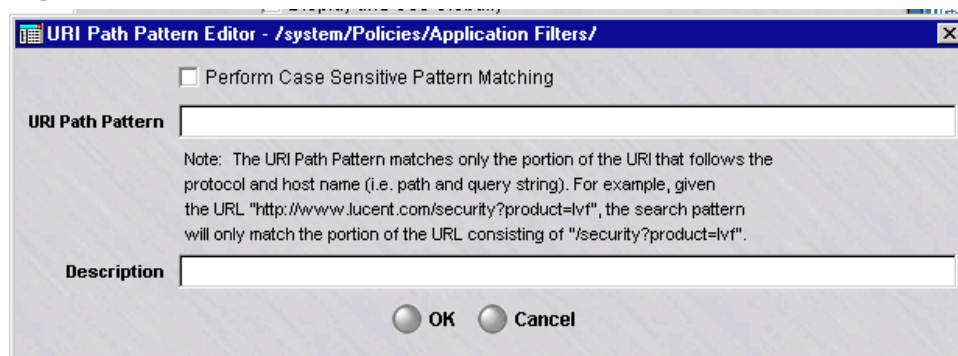 URI Path Pattern Editor - /system/Policies/Application Filters/
Perform Case Sensitive Pattern Matching
URI Path Pattern
Note: The URI Path Pattern matches only the portion of the URI that follows the
protocol and host name (i.e. path and query string). For example, given
the URL "http://www.lucent.com/security?product=lvf", the search pattern
will only match the portion of the URL consisting of "/security?product=lvf".
Description
OK Cancel